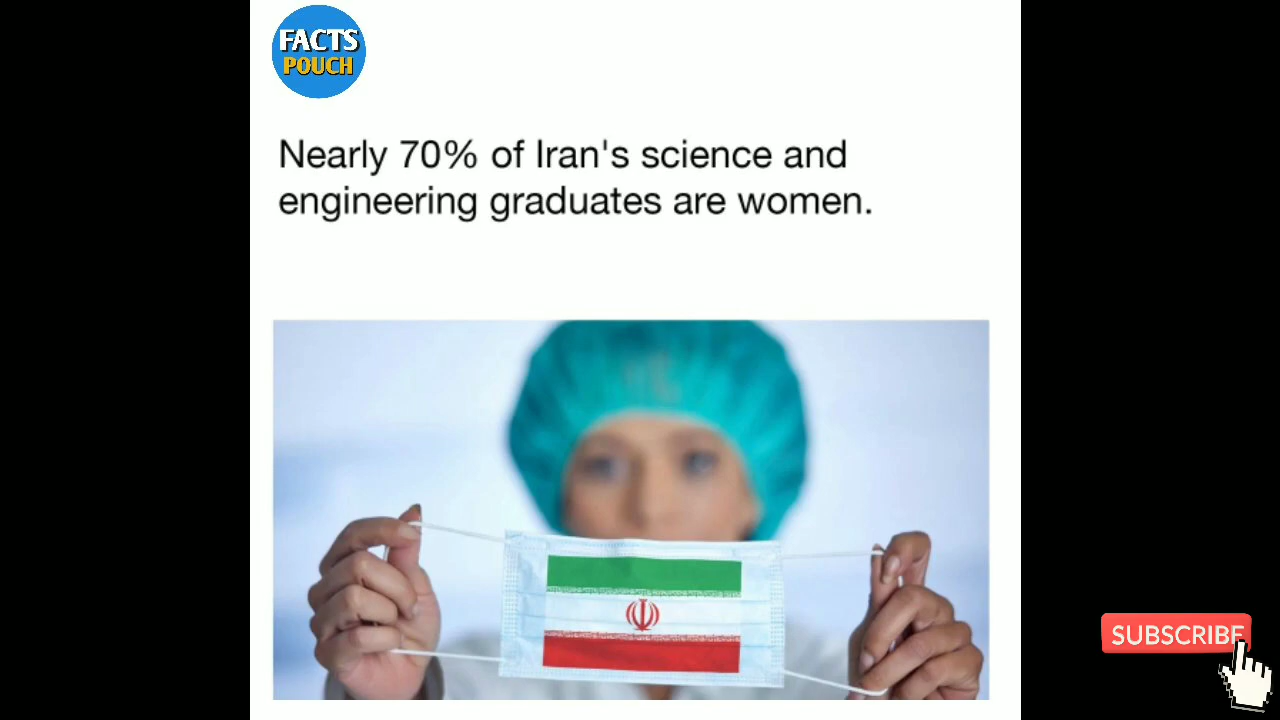 FACTS
POUCH
Nearly 70% of Iran's science and
engineering graduates are women.
SUBSCRIBE